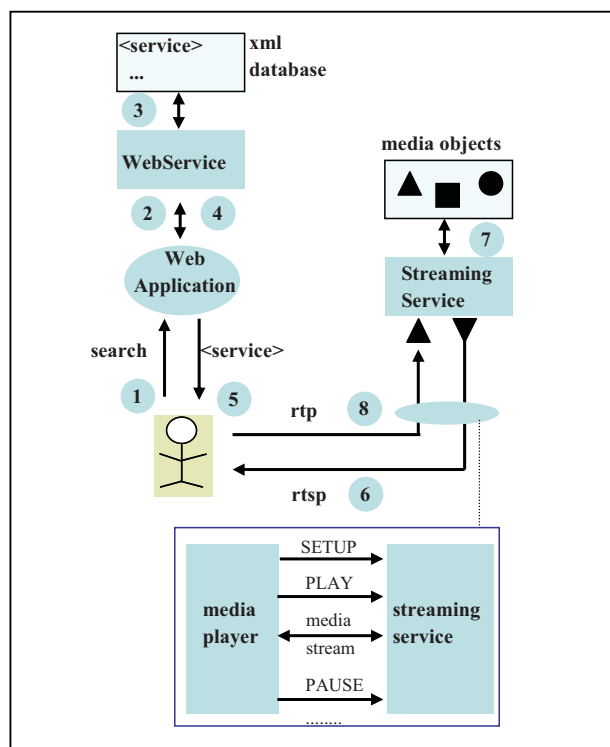 <service>
...
xml
database
3
WebService
2
4
Web
Application
search
<service>
1
5
media objects
7
Streaming
Service
rtp
8
rtsp
6
media
player
SETUP
PLAY
media
stream
PAUSE
........
streaming
service